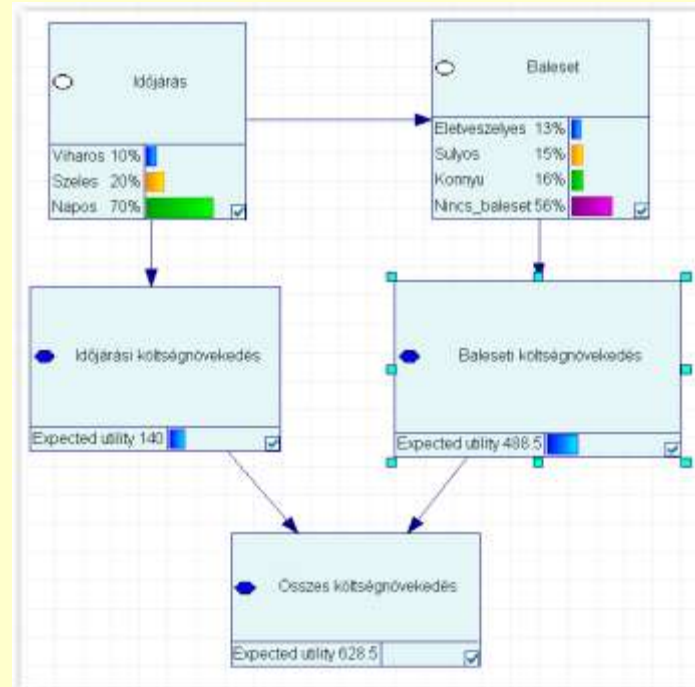 Időjárás
Viharos 10%
Szeles 20%
Napos 70%
Baleset
Eletveszelyes 13%
Sulyos 15%
Konnyu 16%
Nincs_baleset 56%
Időjárási költségnövekedés
Expected utility 140
Baleseti költségnövekedés
Expected utility 488.5
Összes költségnövekedés
Expected utility 628.5